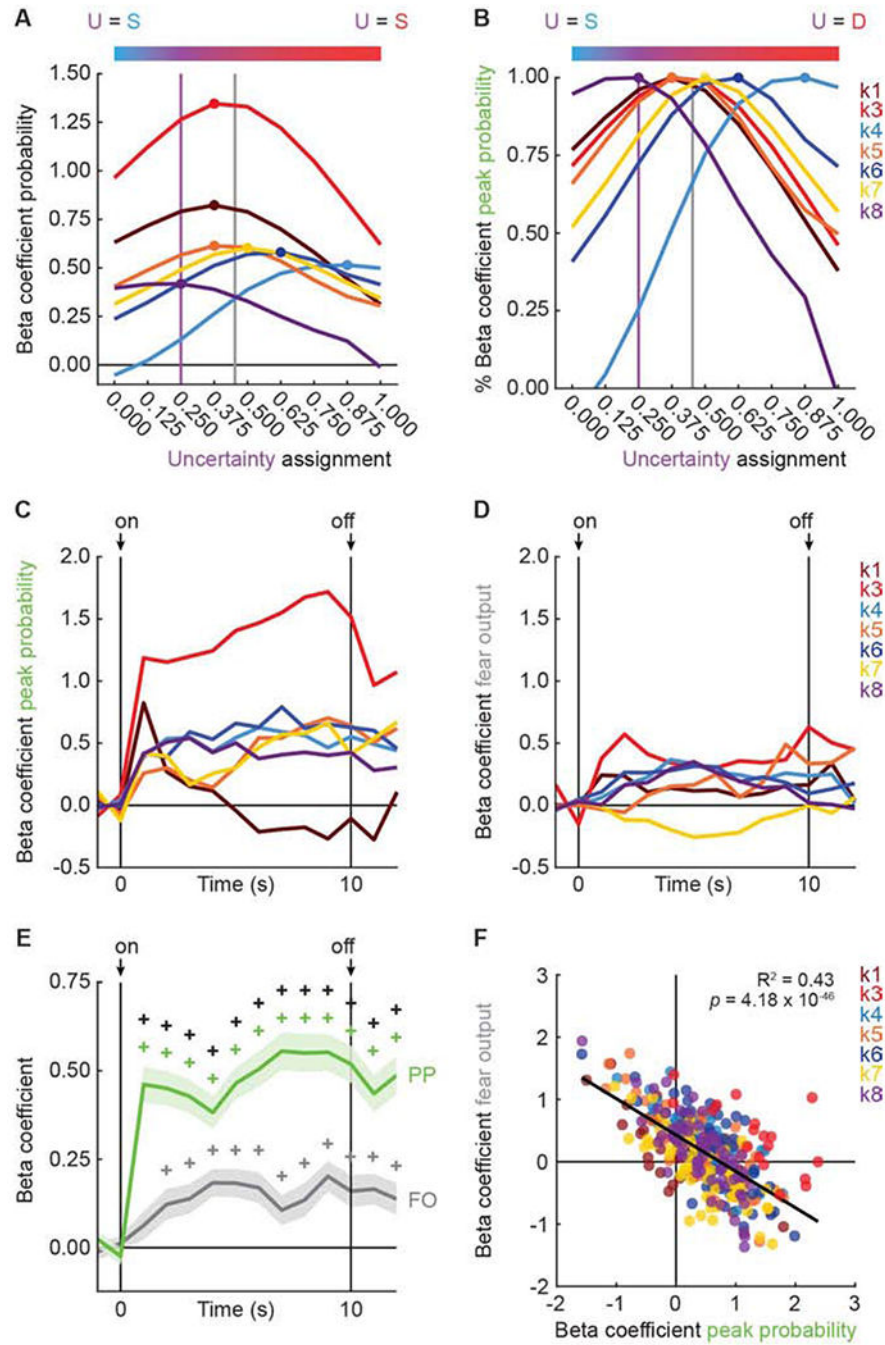 A
U = S
U = S
Beta coefficient probability
1.50
1.25
1.00
0.75
0.50
0.25
0.00
0.000
0.125
0.250
0.375
0.500
0.625
0.750
0.875
1.000
Uncertainty assignment
B
U = S
U = D
% Beta coefficient peak probability
1.00
0.75
0.50
0.25
0.00
0.000
0.125
0.250
0.375
0.500
0.625
0.750
0.875
1.000
Uncertainty assignment
k1
k3
k4
k5
k6
k7
k8
C
on
off
Beta coefficient peak probability
2.0
1.5
1.0
0.5
0.0
-0.5
0
Time (s)
10
D
on
off
Beta coefficient fear output
2.0
1.5
1.0
0.5
0.0
-0.5
0
Time (s)
10
k1
k3
k4
k5
k6
k7
k8
E
on
off
Beta coefficient
0.75
0.50
0.25
0.00
PP
FO
0
Time (s)
10
F
R² = 0.43
p = 4.18 x 10⁻⁴⁶
Beta coefficient fear output
3
2
1
0
-1
-2
-2
-1
0
1
2
3
Beta coefficient peak probability
k1
k3
k4
k5
k6
k7
k8